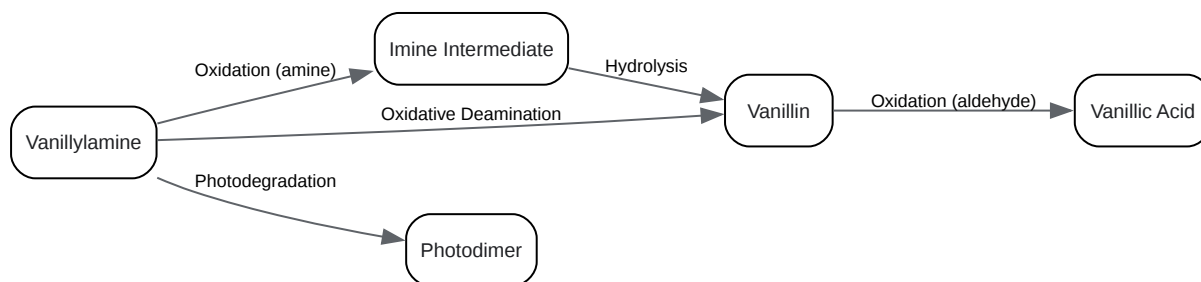 Imine Intermediate
Oxidation (amine)
Hydrolysis
Vanillylamine
Oxidative Deamination
Vanillin
Oxidation (aldehyde)
Vanillic Acid
Photodegradation
Photodimer